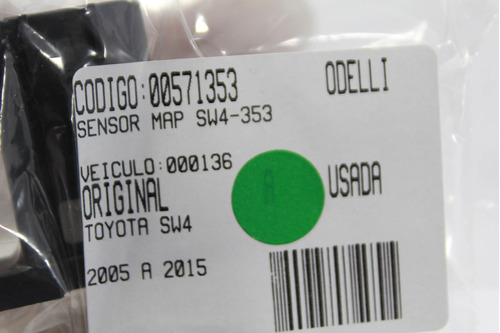 CODIGO:00571353 ODELLI
SENSOR MAP SW4-353
VEICULO:000136
ORIGINAL USADA
TOYOTA SW4
A
2005 A 2015